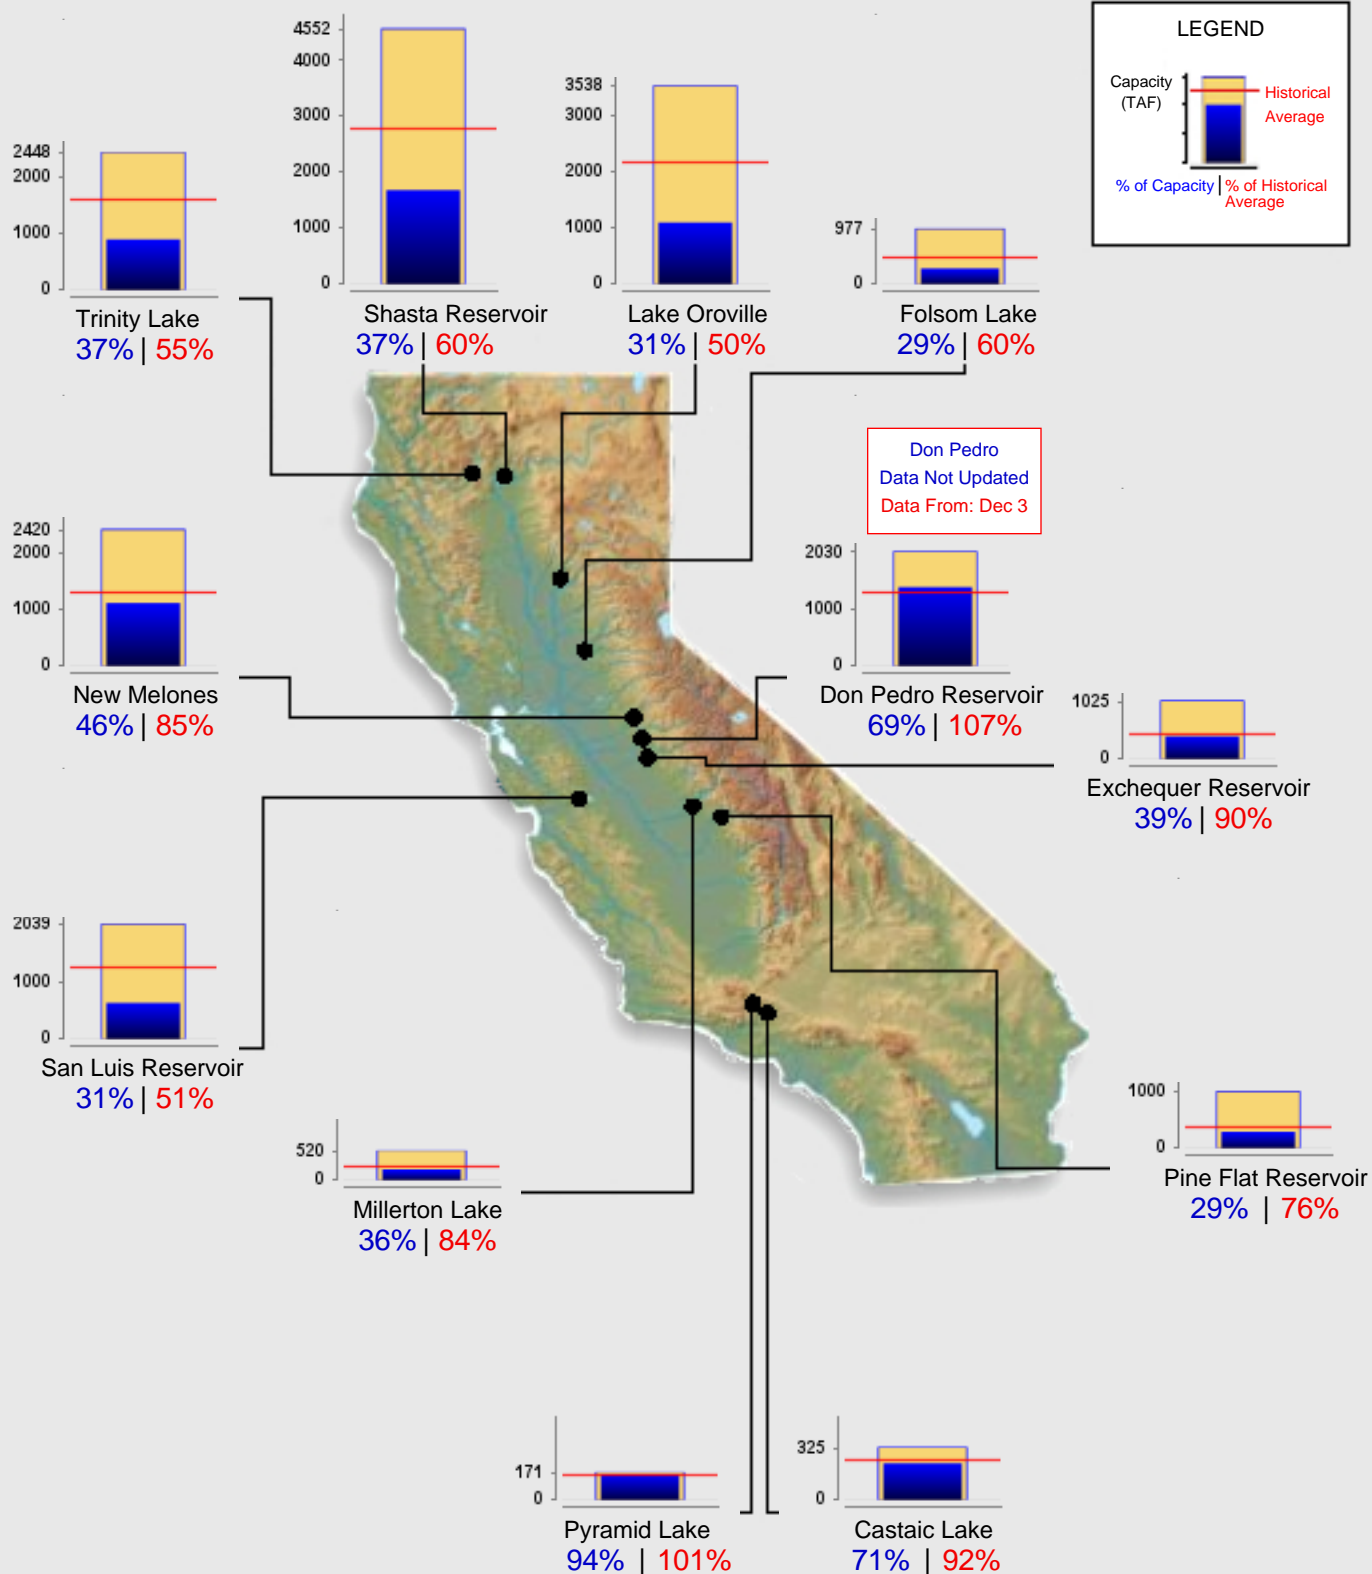 LEGEND
Capacity
(TAF)
Historical
Average
% of Capacity | % of Historical
Average
4552
4000
3000
2000
1000
0
Shasta Reservoir
37% | 60%
3538
3000
2000
1000
0
Lake Oroville
31% | 50%
2448
2000
1000
0
Trinity Lake
37% | 55%
977
0
Folsom Lake
29% | 60%
Don Pedro
Data Not Updated
Data From: Dec 3
2420
2000
1000
0
New Melones
46% | 85%
2030
1000
0
Don Pedro Reservoir
69% | 107%
1025
0
Exchequer Reservoir
39% | 90%
2039
1000
0
San Luis Reservoir
31% | 51%
520
0
Millerton Lake
36% | 84%
1000
0
Pine Flat Reservoir
29% | 76%
171
0
Pyramid Lake
94% | 101%
325
0
Castaic Lake
71% | 92%